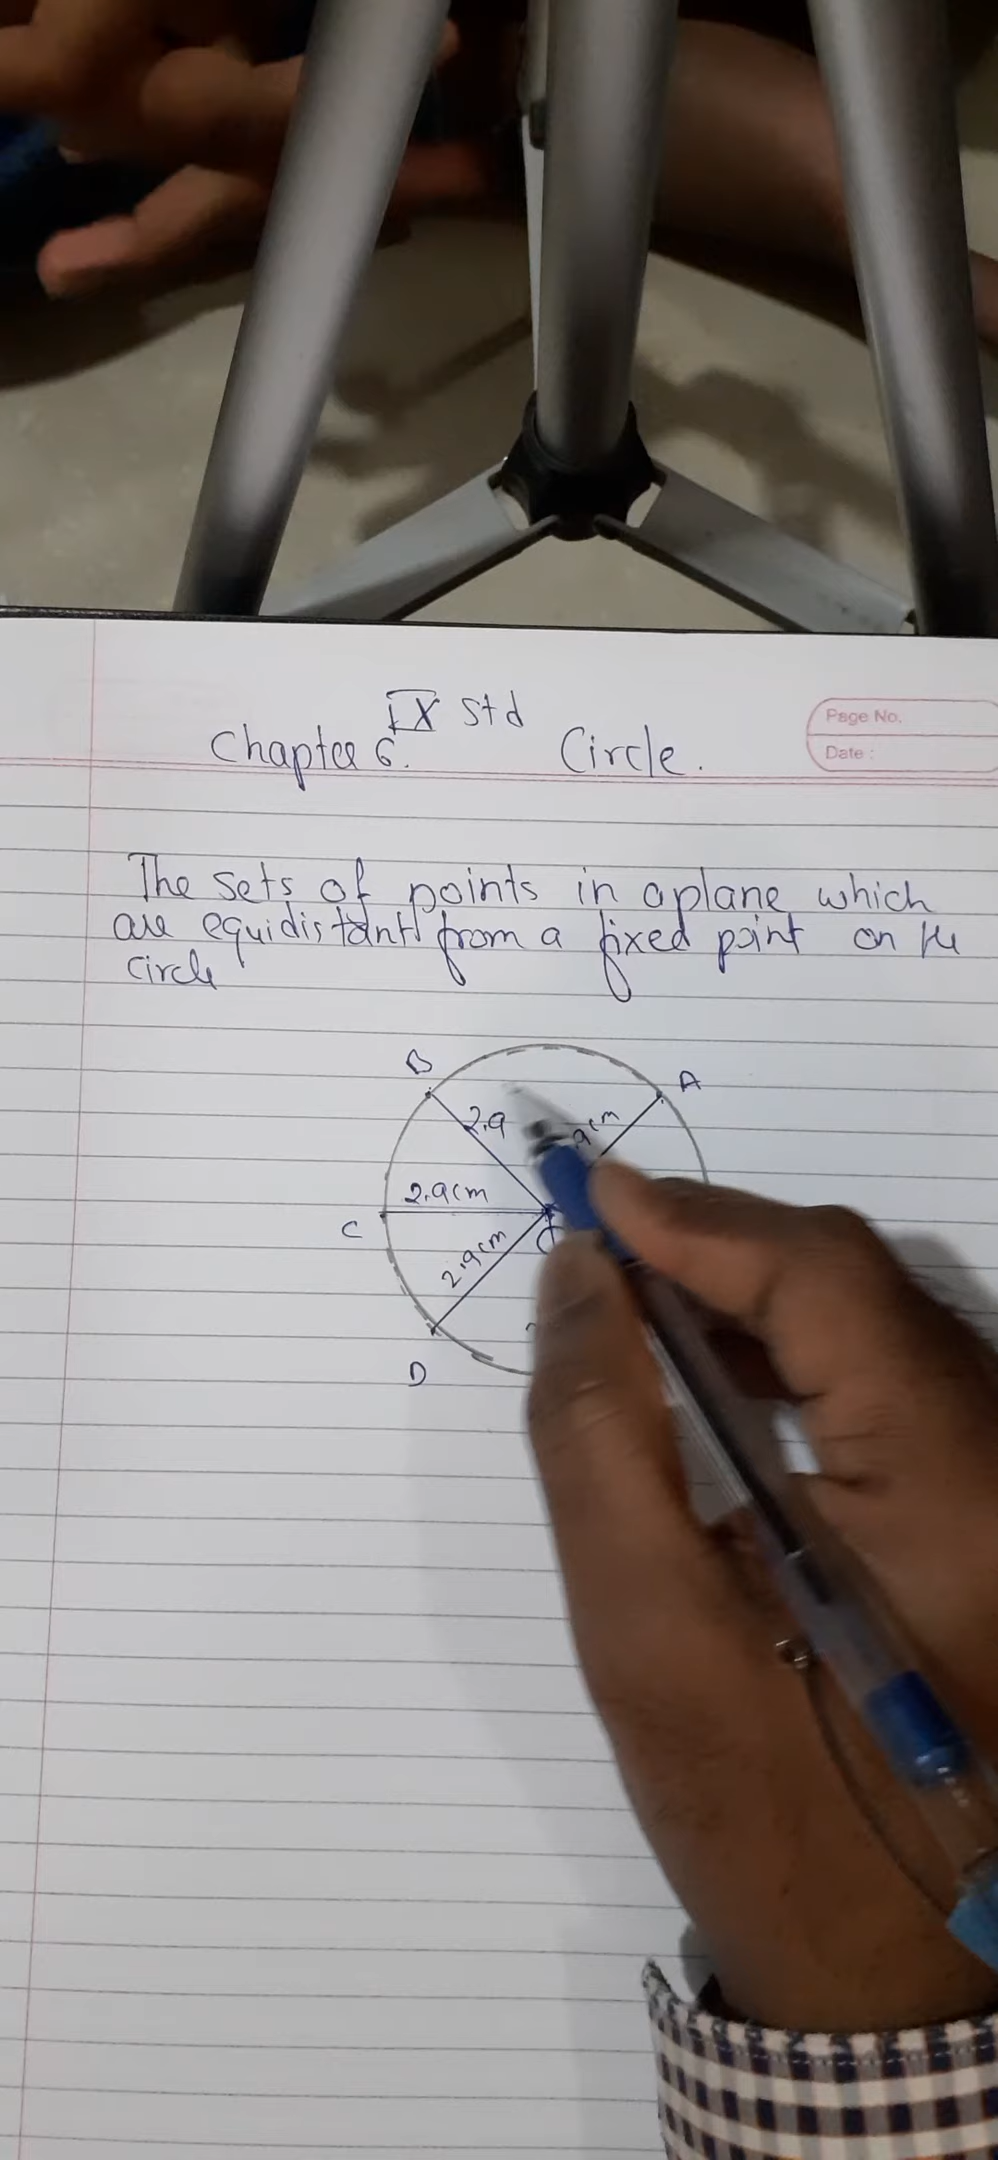 IX Std
Chapter 6. Circle.
Page No.
Date :
The sets of points in a plane which
are equidistant from a fixed point on the
circle
B
A
2.9
9cm
2.9cm
C
2.9cm
D